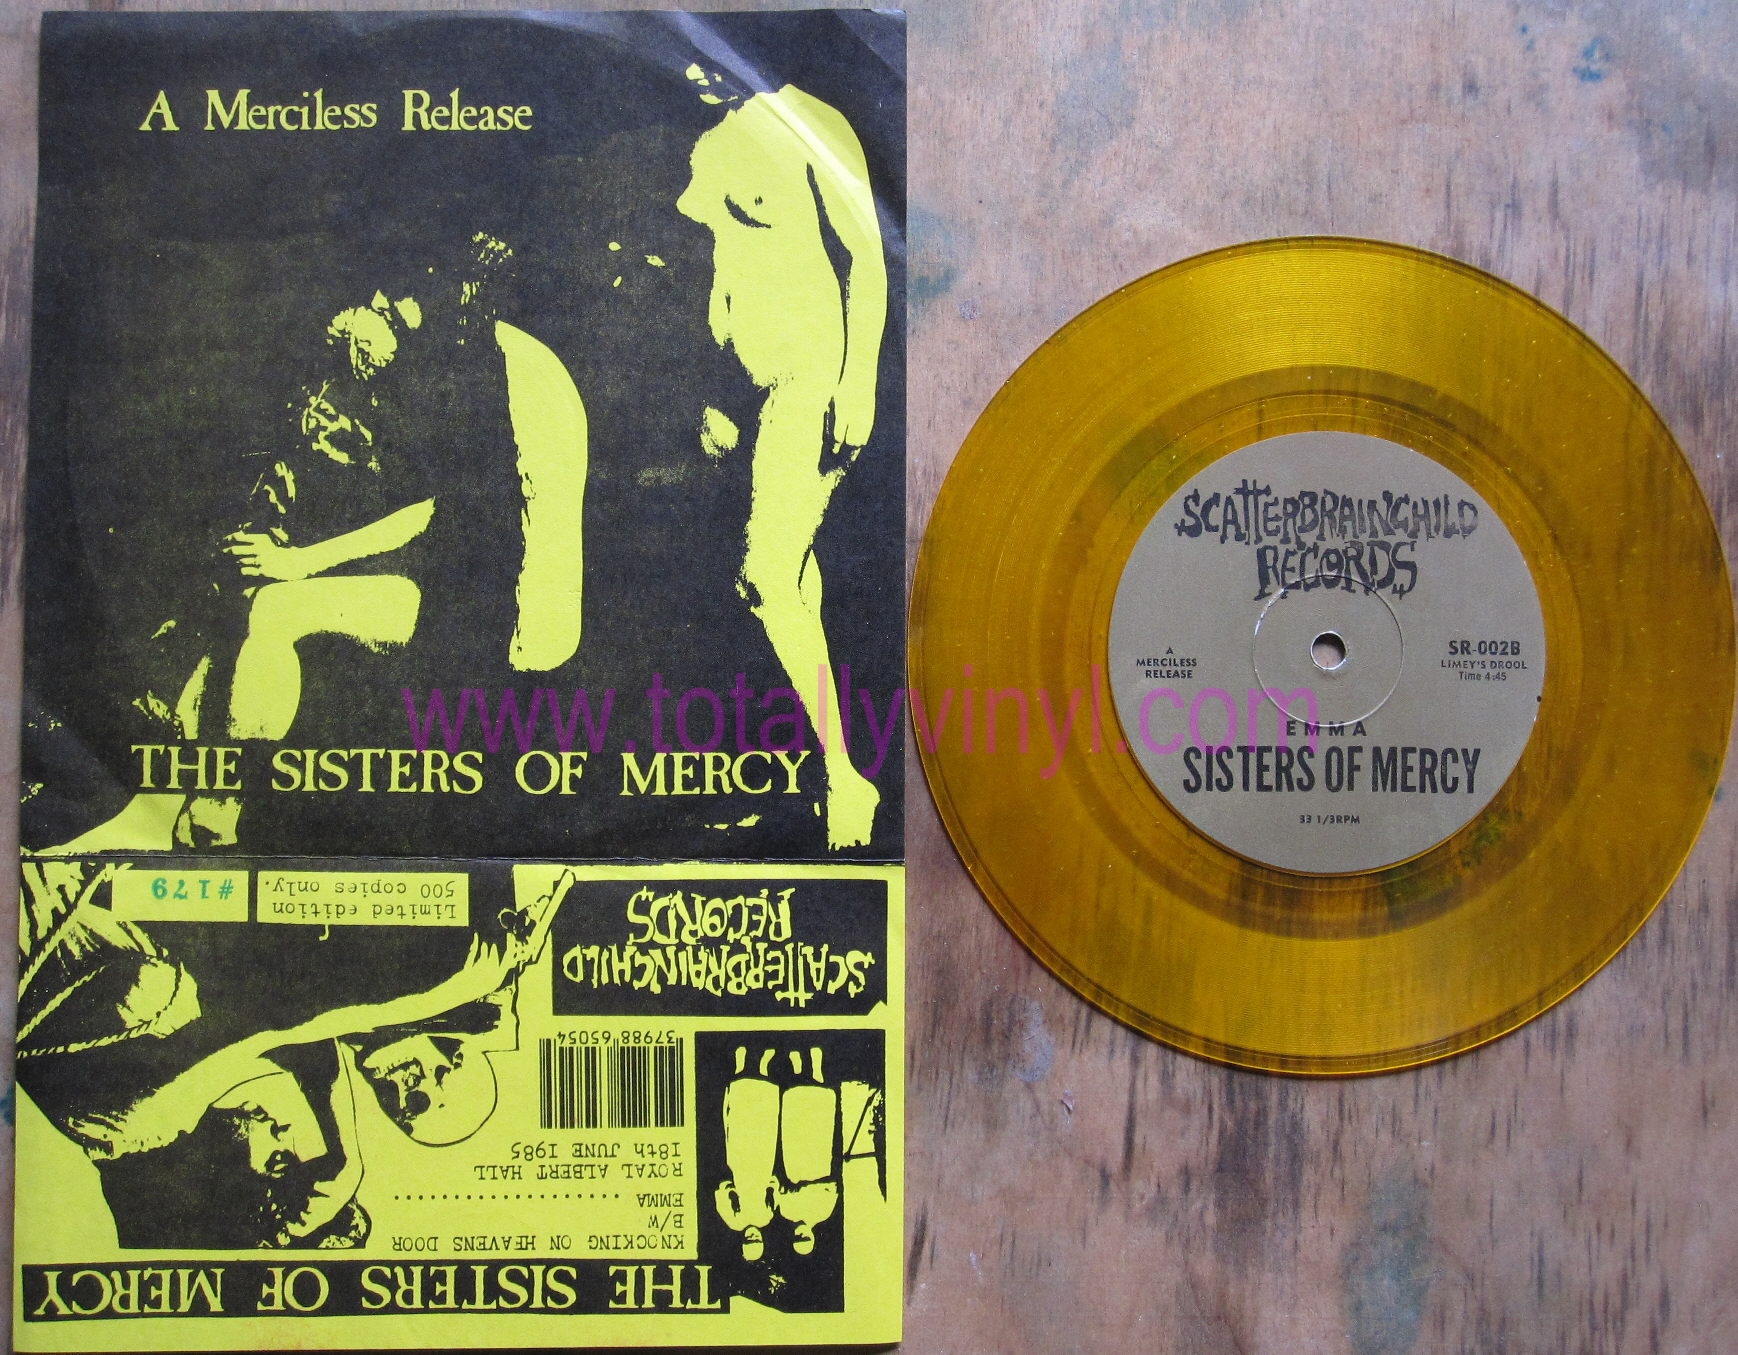 A Merciless Release
THE SISTERS OF MERCY
#179
Limited edition
500 copies only.
SCATTERBRAINCHILD
RECORDS
37988 65054
THE SISTERS OF MERCY
KNOCKING ON HEAVENS DOOR
B/W
EMMA ....................
ROYAL ALBERT HALL
18th JUNE 1985
SCATTERBRAINCHILD
RECORDS
A
MERCILESS
RELEASE
SR-002B
LIMEY'S DROOL
Time 4:45
EMMA
SISTERS OF MERCY
33 1/3RPM
www.totallyvinyl.com